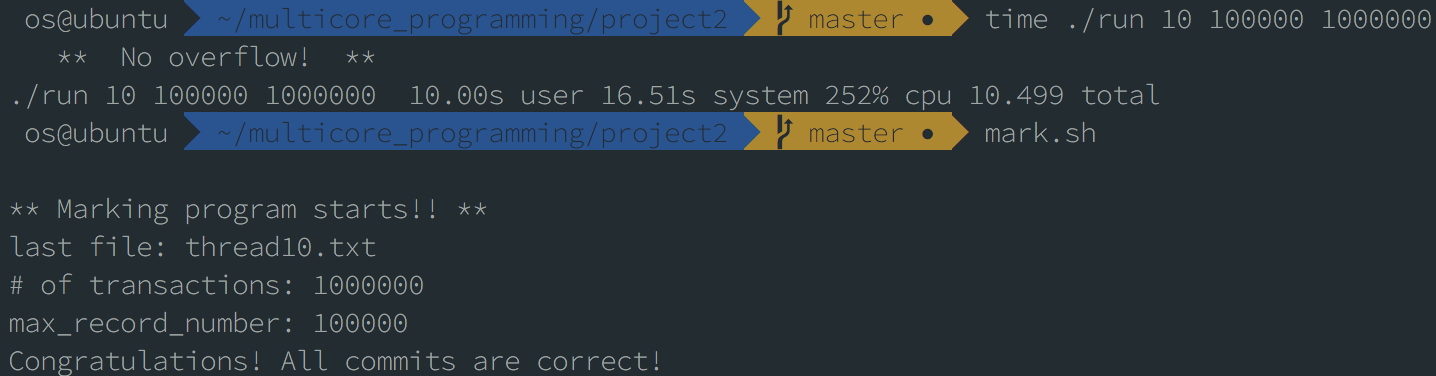 os@ubuntu ~/multicore_programming/project2 master ● time ./run 10 100000 1000000
** No overflow! **
./run 10 100000 1000000 10.00s user 16.51s system 252% cpu 10.499 total
os@ubuntu ~/multicore_programming/project2 master ● mark.sh
** Marking program starts!! **
last file: thread10.txt
# of transactions: 1000000
max_record_number: 100000
Congratulations! All commits are correct!